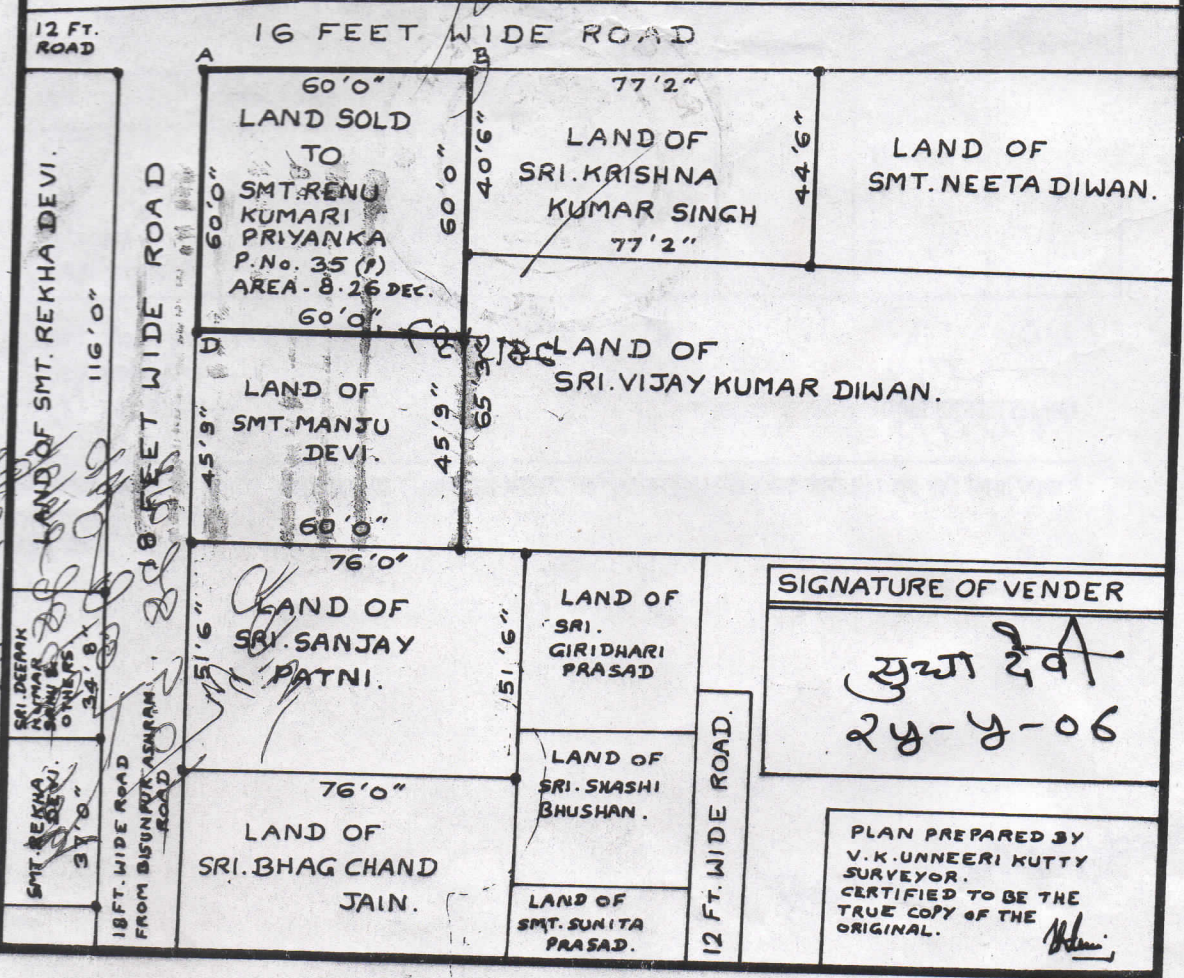 12 FT.
ROAD
16 FEET WIDE ROAD
A
B
60'0"
LAND SOLD
TO
SMT. RENU
KUMARI
PRIYANKA
P.No. 35 (P)
AREA - 8.26 DEC.
60'0"
60'0"
60'0"
40'6"
77'2"
LAND OF
SRI. KRISHNA
KUMAR SINGH
77'2"
44'6"
LAND OF
SMT. NEETA DIWAN.
LAND OF SMT. REKHA DEVI.
116'0"
18 FEET WIDE ROAD
D
LAND OF
SMT. MANJU
DEVI.
45'9"
45'9"
60'0"
LAND OF
SRI. VIJAY KUMAR DIWAN.
76'0"
LAND OF
SRI. SANJAY
PATNI.
51'6"
51'6"
LAND OF
SRI.
GIRIDHARI
PRASAD
SIGNATURE OF VENDER
देवी
२५-५-06
SRI. DEEPAK
KUMAR
OTHERS.
34'8"
SMT. REKHA
DEVI.
37'0"
18 FT. WIDE ROAD
FROM BISUNPUR ASHRAM
ROAD
76'0"
LAND OF
SRI. BHAG CHAND
JAIN.
LAND OF
SRI. SHASHI
BHUSHAN.
LAND OF
SMT. SUNITA
PRASAD.
12 FT. WIDE ROAD.
PLAN PREPARED BY
V.K. UNNEERI KUTTY
SURVEYOR.
CERTIFIED TO BE THE
TRUE COPY OF THE
ORIGINAL.